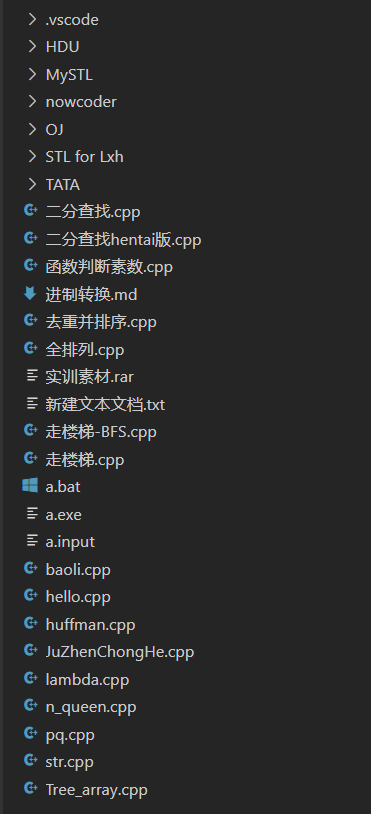 .vscode
HDU
MySTL
nowcoder
OJ
STL for Lxh
TATA
二分查找.cpp
二分查找hentai版.cpp
函数判断素数.cpp
进制转换.md
去重并排序.cpp
全排列.cpp
实训素材.rar
新建文本文档.txt
走楼梯-BFS.cpp
走楼梯.cpp
a.bat
a.exe
a.input
baoli.cpp
hello.cpp
huffman.cpp
JuZhenChongHe.cpp
lambda.cpp
n_queen.cpp
pq.cpp
str.cpp
Tree_array.cpp